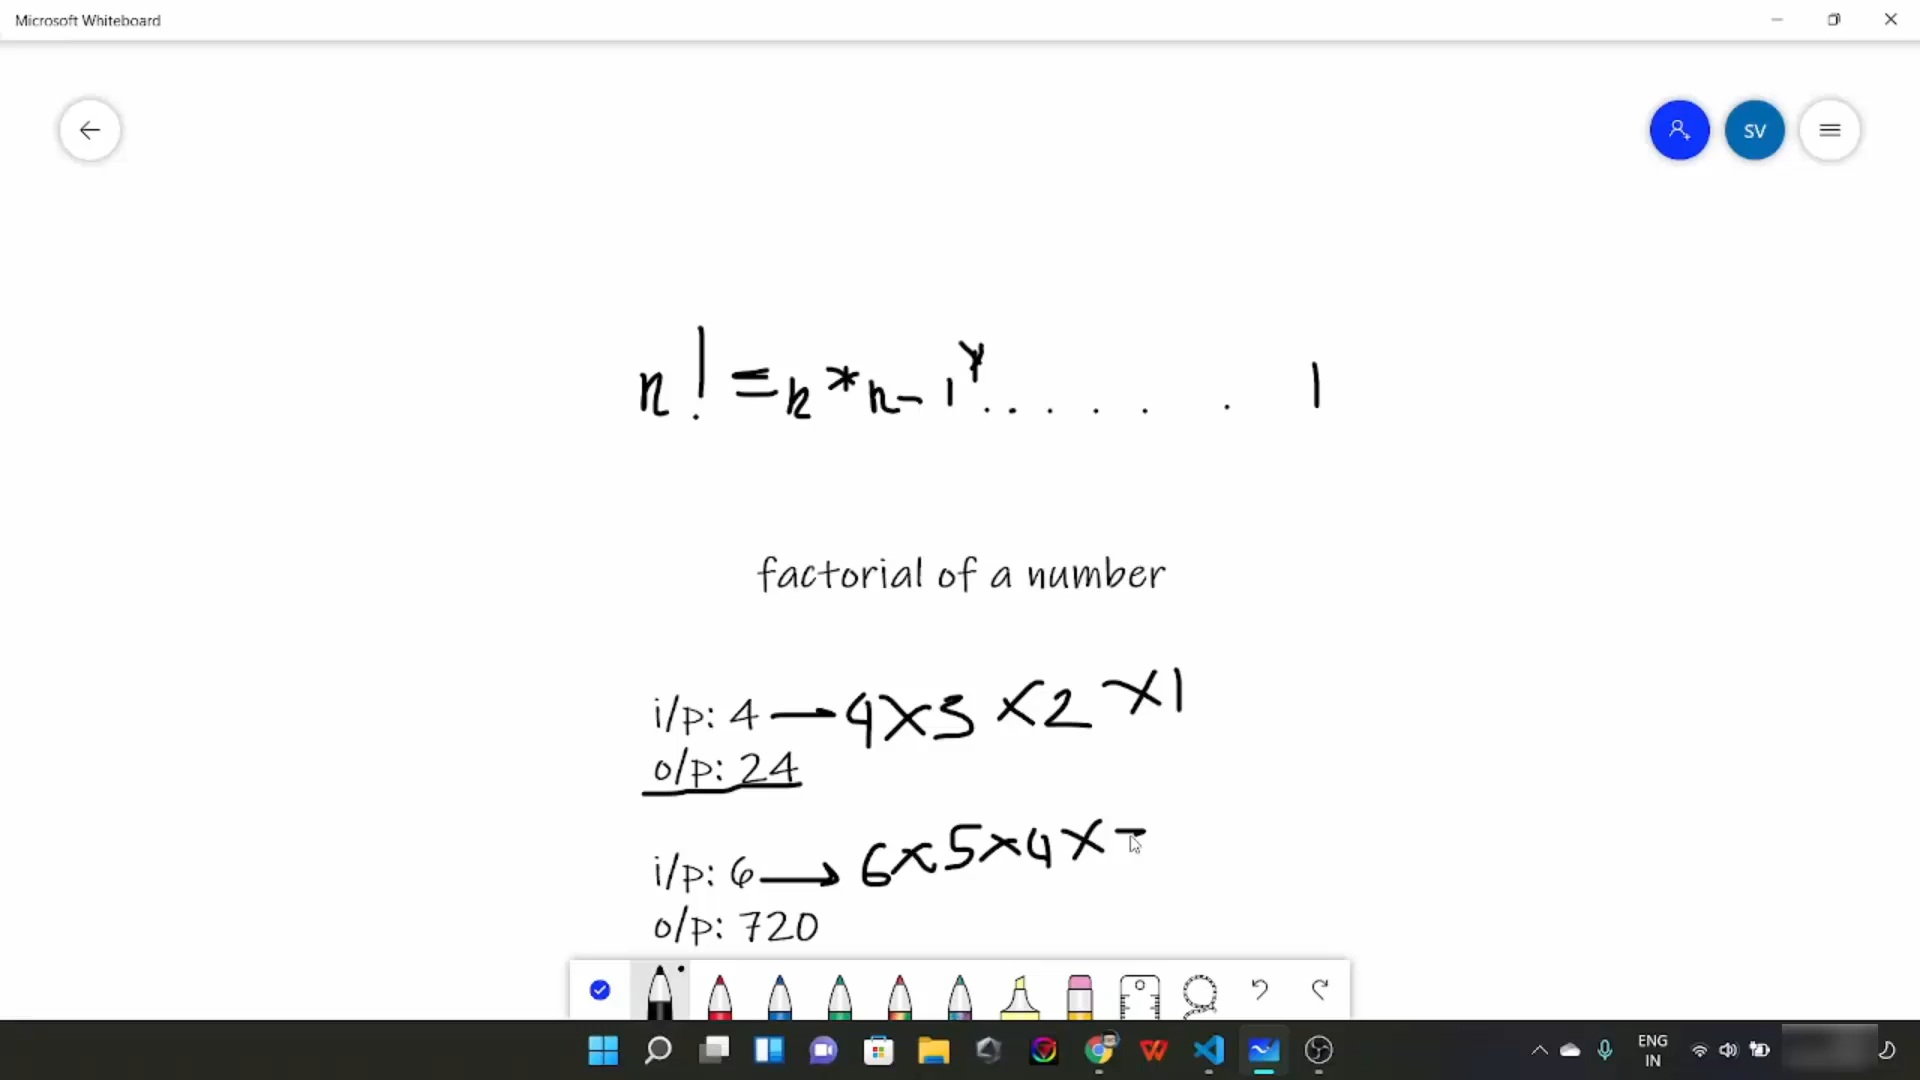 Microsoft Whiteboard
SV
n! = n * n - 1 * . . . . . . . 1
factorial of a number
i/p: 4 → 4 × 3 × 2 × 1
o/p: 24
i/p: 6 → 6 × 5 × 4 ×
o/p: 720
ENG
IN